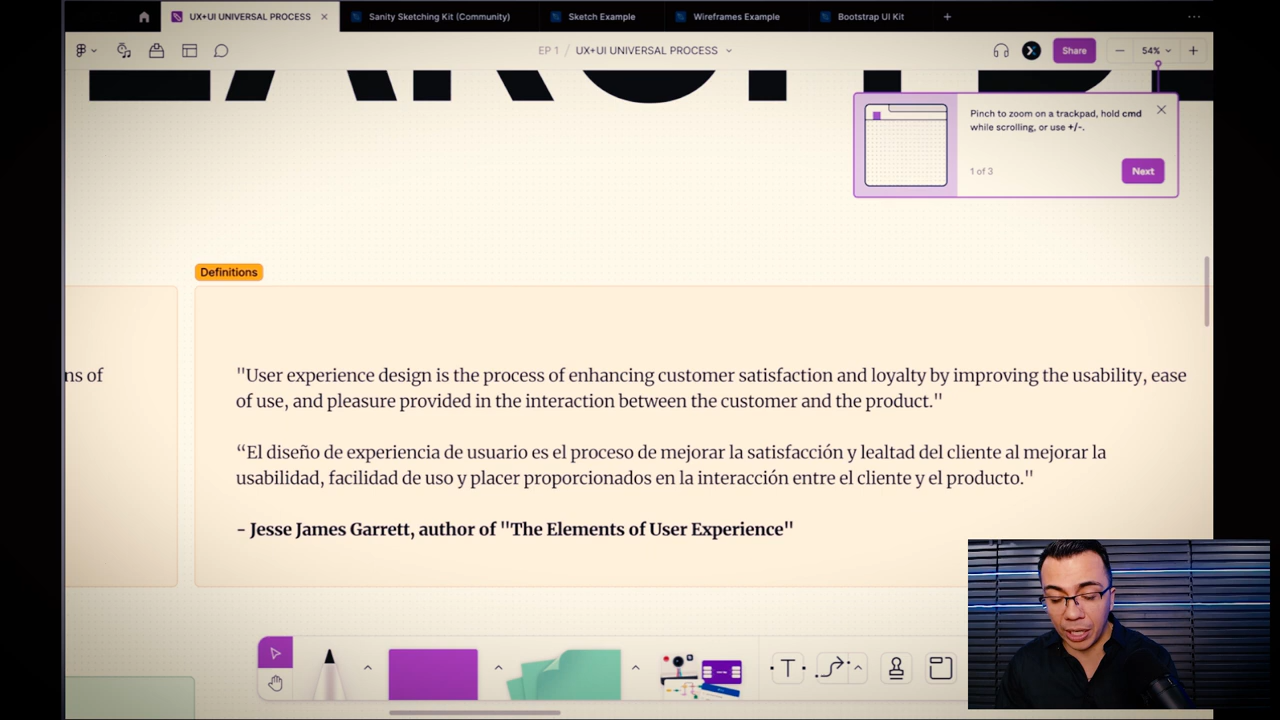 UX+UI UNIVERSAL PROCESS
Sanity Sketching Kit (Community)
Sketch Example
Wireframes Example
Bootstrap UI Kit
EP 1 / UX+UI UNIVERSAL PROCESS
Share
54%
Pinch to zoom on a trackpad, hold cmd
while scrolling, or use +/-.
1 of 3
Next
Definitions
ns of
"User experience design is the process of enhancing customer satisfaction and loyalty by improving the usability, ease
of use, and pleasure provided in the interaction between the customer and the product."
“El diseño de experiencia de usuario es el proceso de mejorar la satisfacción y lealtad del cliente al mejorar la
usabilidad, facilidad de uso y placer proporcionados en la interacción entre el cliente y el producto."
- Jesse James Garrett, author of "The Elements of User Experience"
T